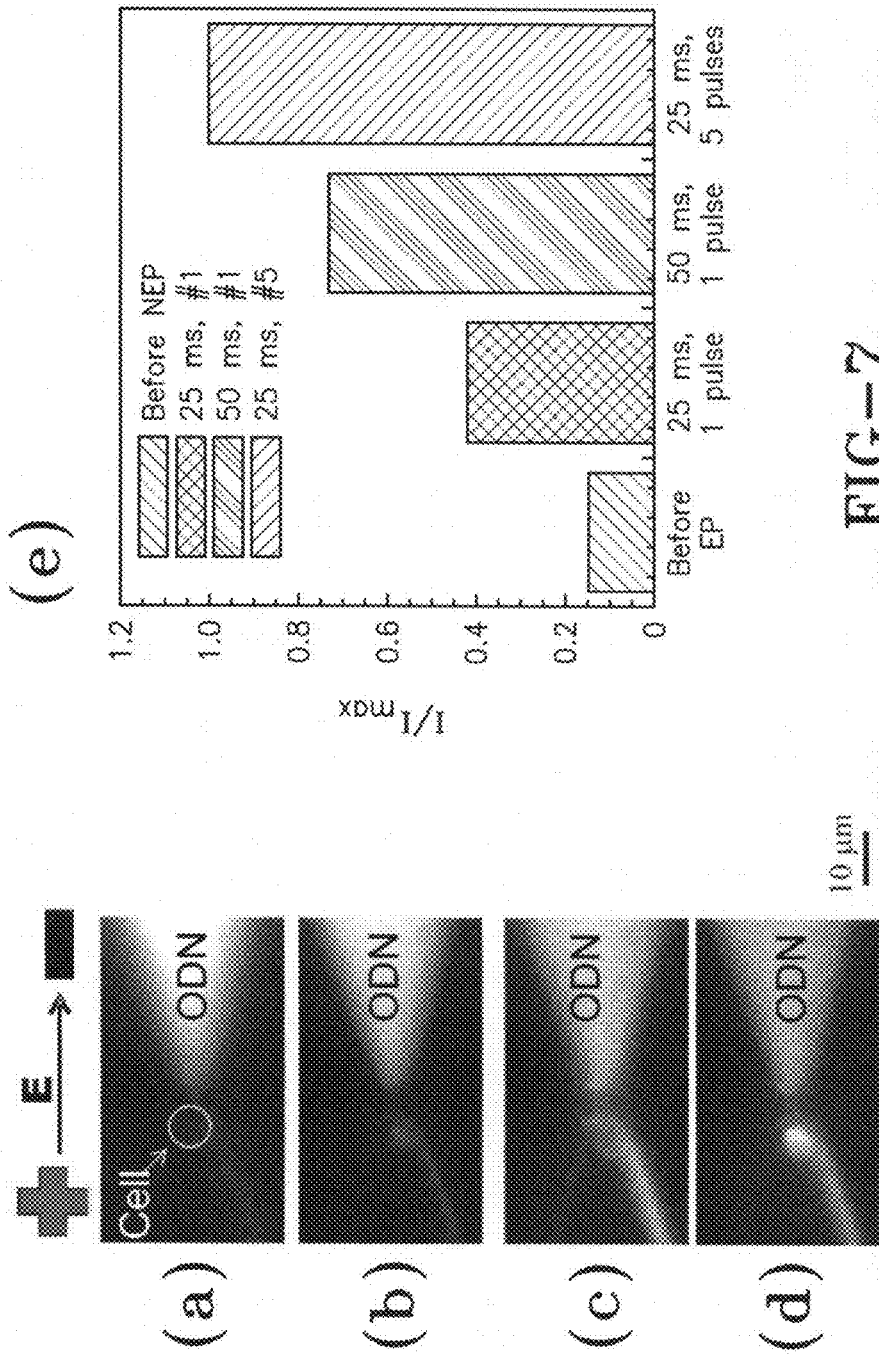 E
Cell
(a)
ODN
(b)
ODN
(c)
ODN
(d)
ODN
10 µm
(e)
1.2
1.0
0.8
0.6
0.4
0.2
0
I/Imax
Before NEP
25 ms, #1
50 ms, #1
25 ms, #5
Before
EP
25 ms,
1 pulse
50 ms,
1 pulse
25 ms,
5 pulses
FIG-7